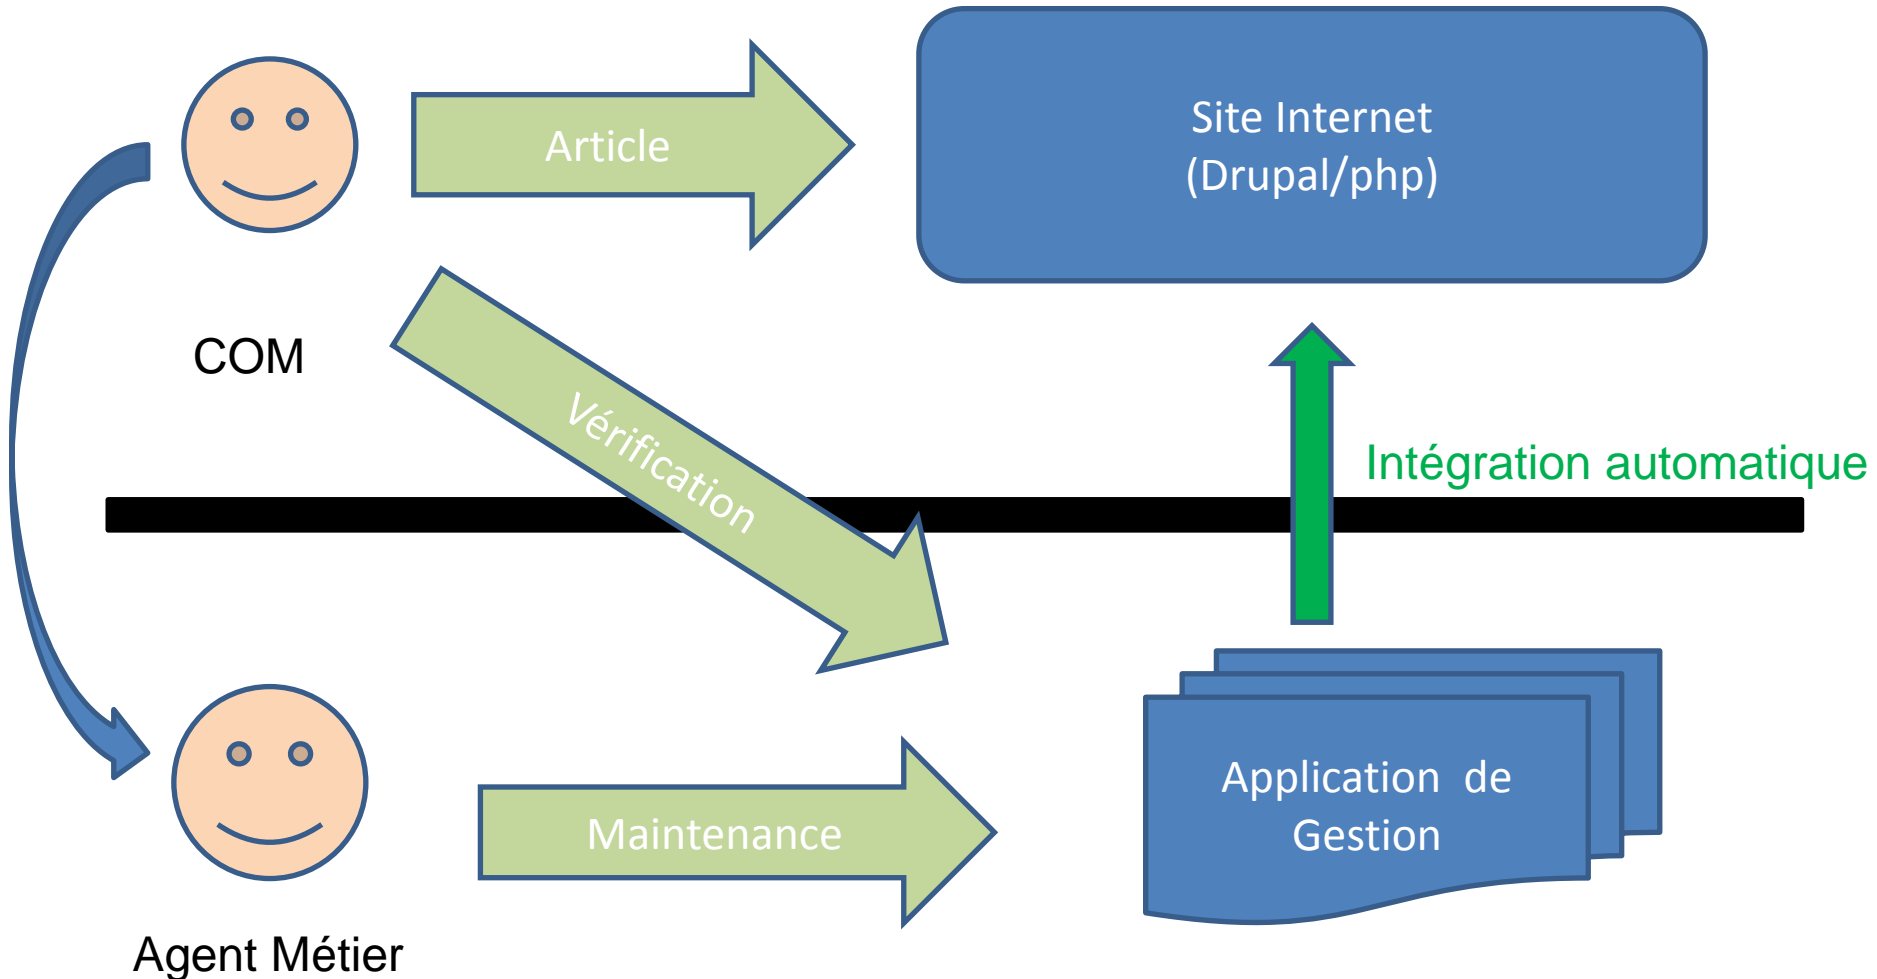 Article
Site Internet
(Drupal/php)
COM
Vérification
Intégration automatique
Maintenance
Application  de
Gestion
Agent Métier